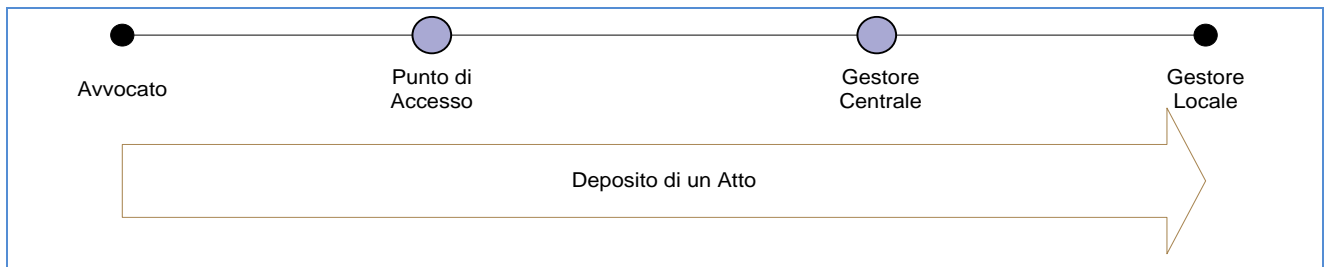 Avvocato
Punto di
Accesso
Gestore
Centrale
Gestore
Locale
Deposito di un Atto